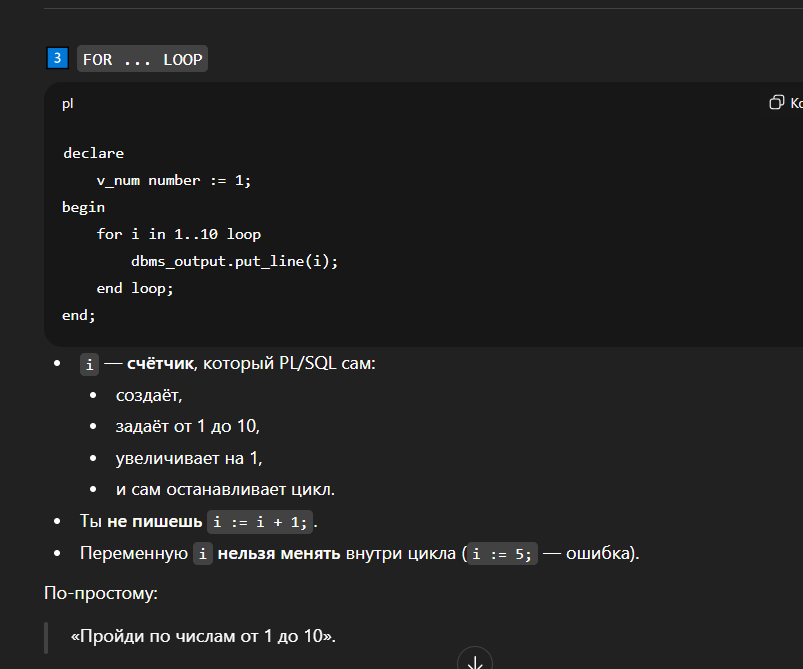 3 FOR ... LOOP
pl
declare
    v_num number := 1;
begin
    for i in 1..10 loop
        dbms_output.put_line(i);
    end loop;
end;
• i — счётчик, который PL/SQL сам:
• создаёт,
• задаёт от 1 до 10,
• увеличивает на 1,
• и сам останавливает цикл.
• Ты не пишешь i := i + 1;.
• Переменную i нельзя менять внутри цикла (i := 5; — ошибка).
По-простому:
«Пройди по числам от 1 до 10».